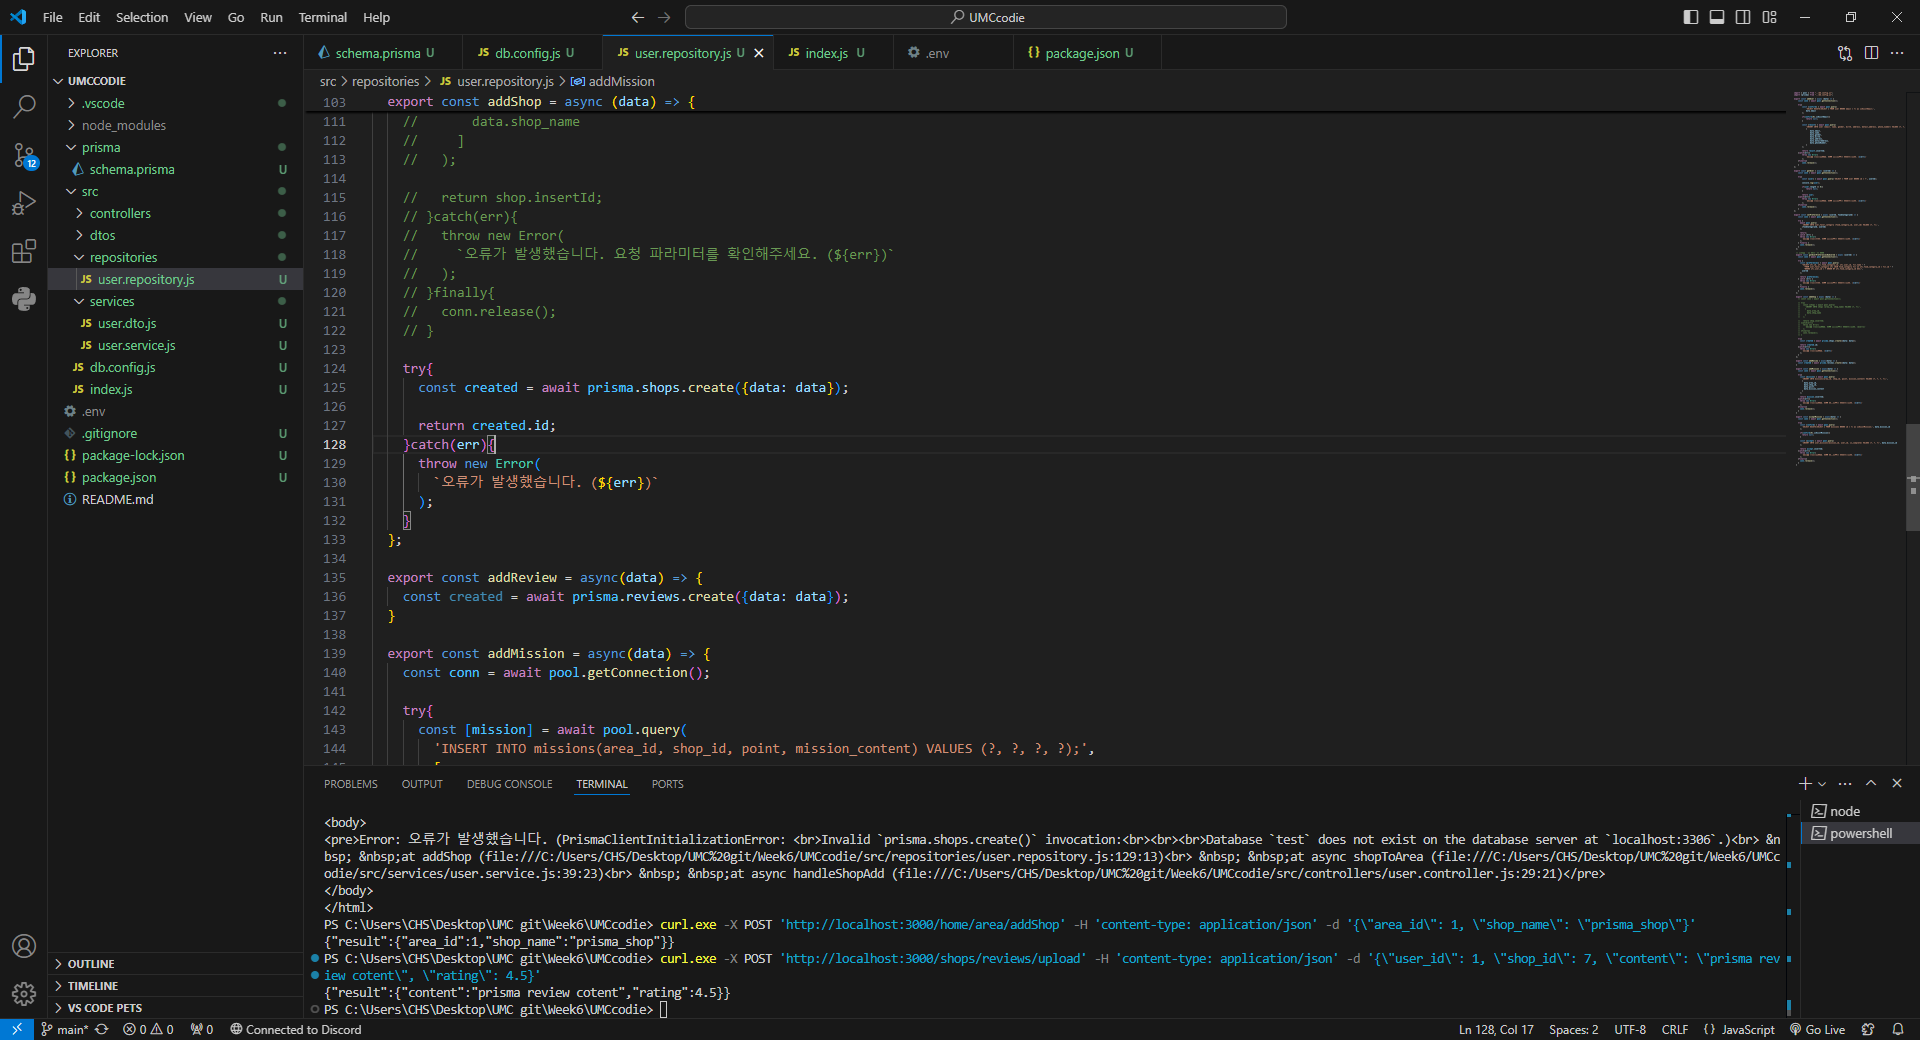 File Edit Selection View Go Run Terminal Help
UMCcodie
EXPLORER
schema.prisma U
db.config.js U
user.repository.js U
index.js U
.env
package.json U
UMCCODIE
.vscode
node_modules
prisma
schema.prisma U
src
controllers
dtos
repositories
user.repository.js U
services
user.dto.js U
user.service.js U
db.config.js U
index.js U
.env
.gitignore U
package-lock.json U
package.json U
README.md
OUTLINE
TIMELINE
VS CODE PETS
src > repositories > JS user.repository.js > addMission
103 export const addShop = async (data) => {
111 // data.shop_name
112 // ]
113 // );
114
115 // return shop.insertId;
116 // }catch(err){
117 // throw new Error(
118 // `오류가 발생했습니다. 요청 파라미터를 확인해주세요. (${err})`
119 // );
120 // }finally{
121 // conn.release();
122 // }
123
124 try{
125 const created = await prisma.shops.create({data: data});
126
127 return created.id;
128 }catch(err){
129 throw new Error(
130 `오류가 발생했습니다. (${err})`
131 );
132 }
133 };
134
135 export const addReview = async(data) => {
136 const created = await prisma.reviews.create({data: data});
137 }
138
139 export const addMission = async(data) => {
140 const conn = await pool.getConnection();
141
142 try{
143 const [mission] = await pool.query(
144 'INSERT INTO missions(area_id, shop_id, point, mission_content) VALUES (?, ?, ?, ?);',
PROBLEMS OUTPUT DEBUG CONSOLE TERMINAL PORTS
<body>
<pre>Error: 오류가 발생했습니다. (PrismaClientInitializationError: <br>Invalid `prisma.shops.create()` invocation:<br><br><br>Database `test` does not exist on the database server at `localhost:3306`.)<br> &n
bsp; &nbsp;at addShop (file:///C:/Users/CHS/Desktop/UMC%20git/Week6/UMCcodie/src/repositories/user.repository.js:129:13)<br> &nbsp; &nbsp;at async shopToArea (file:///C:/Users/CHS/Desktop/UMC%20git/Week6/UMCc
odie/src/services/user.service.js:39:23)<br> &nbsp; &nbsp;at async handleShopAdd (file:///C:/Users/CHS/Desktop/UMC%20git/Week6/UMCcodie/src/controllers/user.controller.js:29:21)</pre>
</body>
</html>
PS C:\Users\CHS\Desktop\UMC git\Week6\UMCcodie> curl.exe -X POST 'http://localhost:3000/home/area/addShop' -H 'content-type: application/json' -d '{\"area_id\": 1, \"shop_name\": \"prisma_shop\"}'
{"result":{"area_id":1,"shop_name":"prisma_shop"}}
PS C:\Users\CHS\Desktop\UMC git\Week6\UMCcodie> curl.exe -X POST 'http://localhost:3000/shops/reviews/upload' -H 'content-type: application/json' -d '{\"user_id\": 1, \"shop_id\": 7, \"content\": \"prisma rev
iew cotent\", \"rating\": 4.5}'
{"result":{"content":"prisma review cotent","rating":4.5}}
PS C:\Users\CHS\Desktop\UMC git\Week6\UMCcodie>
node
powershell
12
main* 0 0 0 Connected to Discord
Ln 128, Col 17 Spaces: 2 UTF-8 CRLF {} JavaScript Go Live